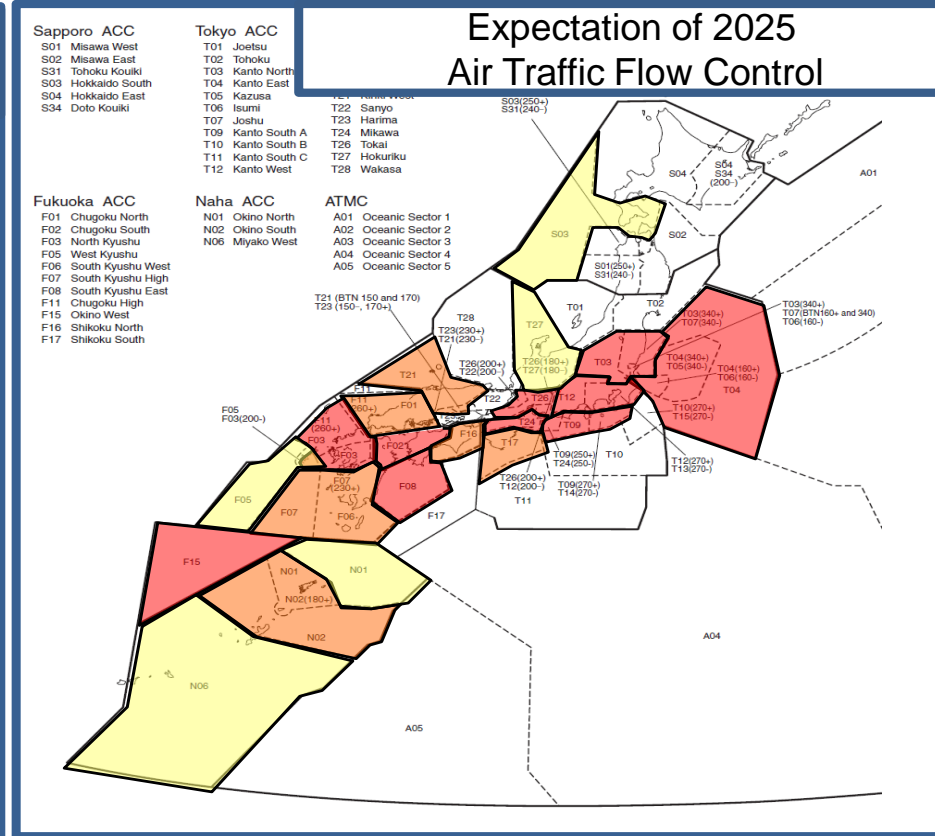 Expectation of 2025
Air Traffic Flow Control
Sapporo ACC
S01 Misawa West
S02 Misawa East
S31 Tohoku Kouiki
S03 Hokkaido South
S04 Hokkaido East
S34 Doto Kouiki
Tokyo ACC
T01 Joetsu
T02 Tohoku
T03 Kanto North
T04 Kanto East
T05 Kazusa
T06 Isumi
T07 Joshu
T09 Kanto South A
T10 Kanto South B
T11 Kanto South C
T12 Kanto West
T22 Sanyo
T23 Harima
T24 Mikawa
T26 Tokai
T27 Hokuriku
T28 Wakasa
Fukuoka ACC
F01 Chugoku North
F02 Chugoku South
F03 North Kyushu
F05 West Kyushu
F06 South Kyushu West
F07 South Kyushu High
F08 South Kyushu East
F11 Chugoku High
F15 Okino West
F16 Shikoku North
F17 Shikoku South
Naha ACC
N01 Okino North
N02 Okino South
N06 Miyako West
ATMC
A01 Oceanic Sector 1
A02 Oceanic Sector 2
A03 Oceanic Sector 3
A04 Oceanic Sector 4
A05 Oceanic Sector 5
S03(250+)
S31(240-)
S04
S04
S34
(200-)
A01
S03
S02
S01(250+)
S31(240-)
T21 (BTN 150 and 170)
T23 (150-, 170+)
T28
T23(230+)
T21(230-)
T01
T02
T27
T03(340+)
T07(BTN160+ and 340)
T06(160-)
T03(340+)
T07(340-)
T26(200+)
T22(200-)
T26(180+)
T27(180-)
T03
T04(340+)
T05(340-)
T04(160+)
T06(160-)
T04
T21
T22
T26
T12
F11
F11
(260+)
F01
T24
T09
T10(270+)
T15(270-)
F05
F03(200-)
F11
(260+)
F03
F03
F02
F16
T17
T09(250+)
T24(250-)
T10
T12(270+)
T13(270-)
T26(200+)
T12(200-)
T09(270+)
T14(270-)
T11
F05
F07
(230+)
F07
F06
F08
F17
F15
N01
N01
N02(180+)
N02
N06
A04
A05